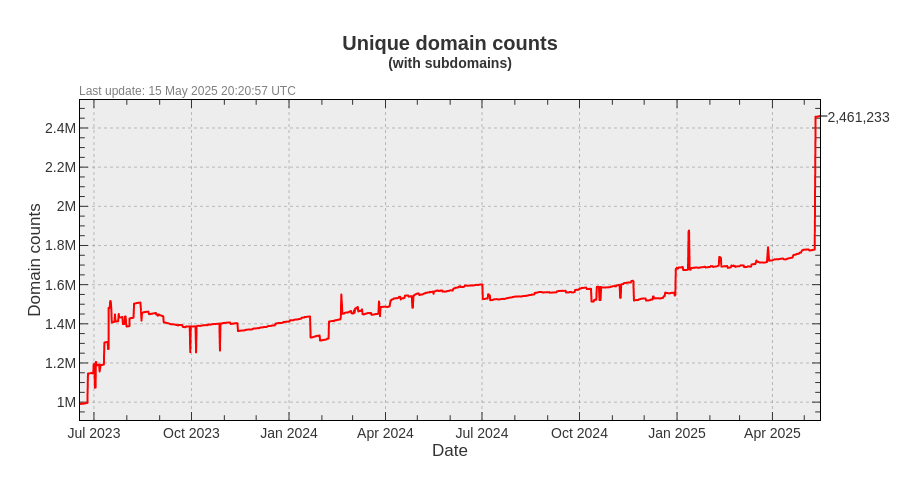 Unique domain counts
(with subdomains)
Last update: 15 May 2025 20:20:57 UTC
2,461,233
2.4M
2.2M
2M
1.8M
1.6M
1.4M
1.2M
1M
Domain counts
Jul 2023 Oct 2023 Jan 2024 Apr 2024 Jul 2024 Oct 2024 Jan 2025 Apr 2025
Date